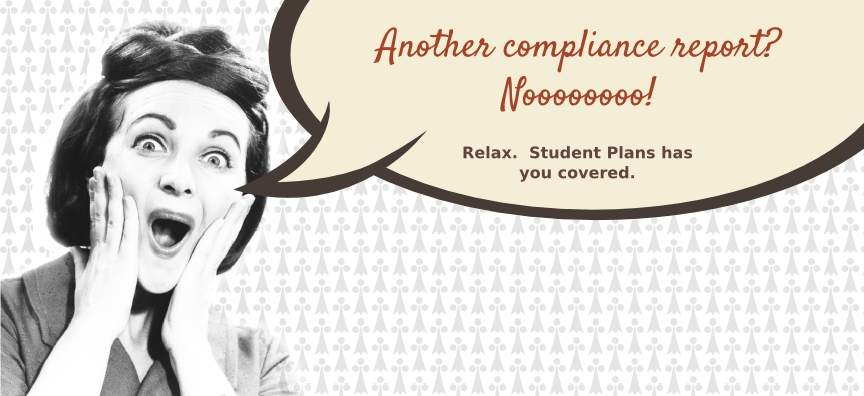 Another compliance report?
Noooooooo!
Relax.  Student Plans has
you covered.